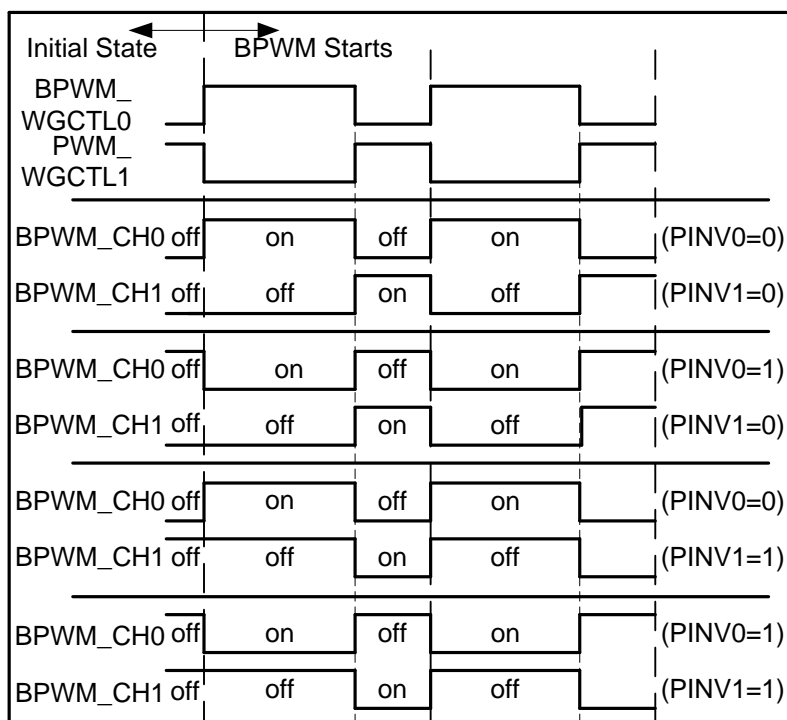 Initial State BPWM Starts
BPWM_
WGCTL0
PWM_
WGCTL1
BPWM_CH0 off on off on (PINV0=0)
BPWM_CH1 off off on off (PINV1=0)
BPWM_CH0 off on off on (PINV0=1)
BPWM_CH1 off off on off (PINV1=0)
BPWM_CH0 off on off on (PINV0=0)
BPWM_CH1 off off on off (PINV1=1)
BPWM_CH0 off on off on (PINV0=1)
BPWM_CH1 off off on off (PINV1=1)